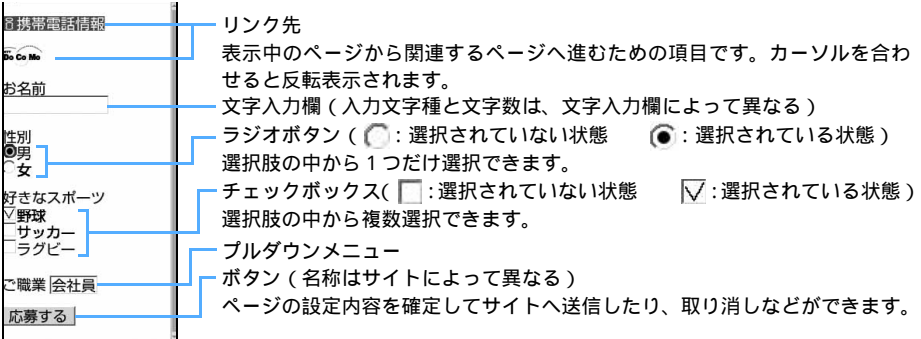 8携帯電話情報
Do Co Mo
お名前
性別
男
女
好きなスポーツ
野球
サッカー
ラグビー
ご職業 会社員
応募する
リンク先
表示中のページから関連するページへ進むための項目です。カーソルを合わ
せると反転表示されます。
文字入力欄(入力文字種と文字数は、文字入力欄によって異なる)
ラジオボタン( :選択されていない状態 :選択されている状態)
選択肢の中から1つだけ選択できます。
チェックボックス( :選択されていない状態 :選択されている状態)
選択肢の中から複数選択できます。
プルダウンメニュー
ボタン(名称はサイトによって異なる)
ページの設定内容を確定してサイトへ送信したり、取り消しなどができます。